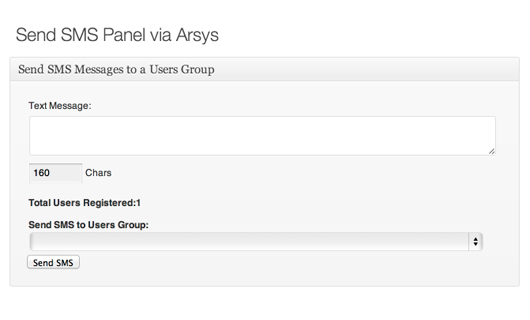 Send SMS Panel via Arsys
Send SMS Messages to a Users Group
Text Message:
160 Chars
Total Users Registered:1
Send SMS to Users Group:
Send SMS